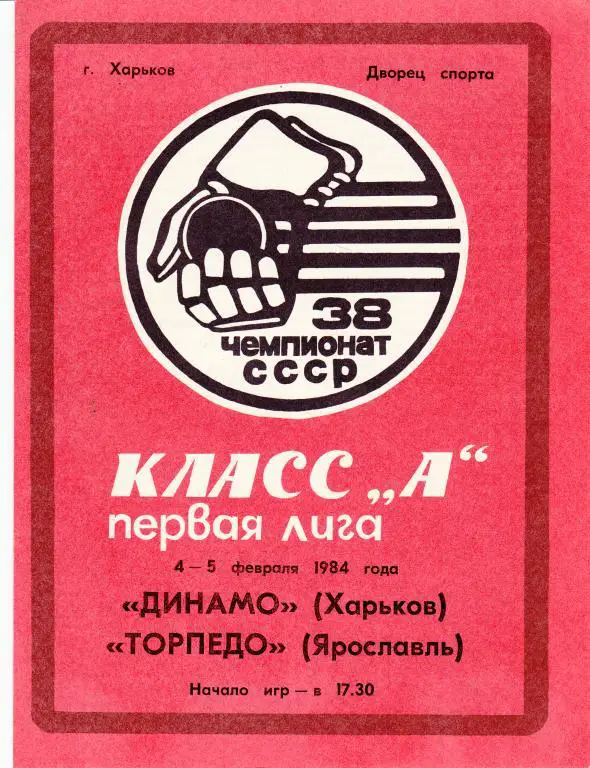 г. Харьков
Дворец спорта
38
чемпионат
СССР
КЛАСС „А“
первая лига
4 — 5 февраля 1984 года
«ДИНАМО» (Харьков)
«ТОРПЕДО» (Ярославль)
Начало игр — в 17.30